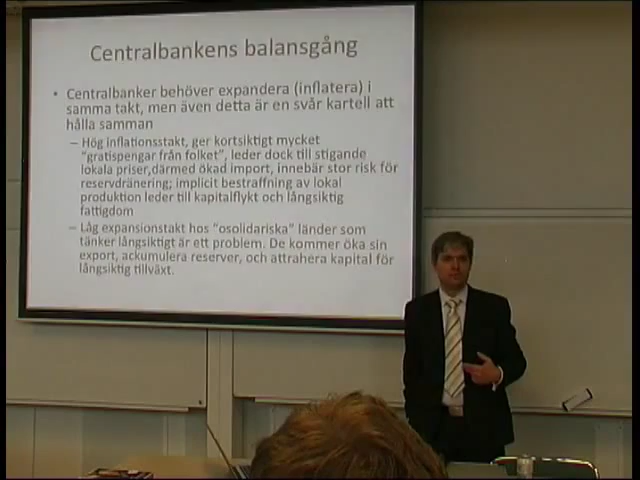 Centralbankens balansgång
• Centralbanker behöver expandera (inflatera) i
samma takt, men även detta är en svår kartell att
hålla samman
– Hög inflationsstakt, ger kortsiktigt mycket
"gratispengar från folket", leder dock till stigande
lokala priser,därmed ökad import, innebär stor risk för
reservdränering; implicit bestraffning av lokal
produktion leder till kapitalflykt och långsiktig
fattigdom
– Låg expansionstakt hos "osolidariska" länder som
tänker långsiktigt är ett problem. De kommer öka sin
export, ackumulera reserver, och attrahera kapital för
långsiktig tillväxt.